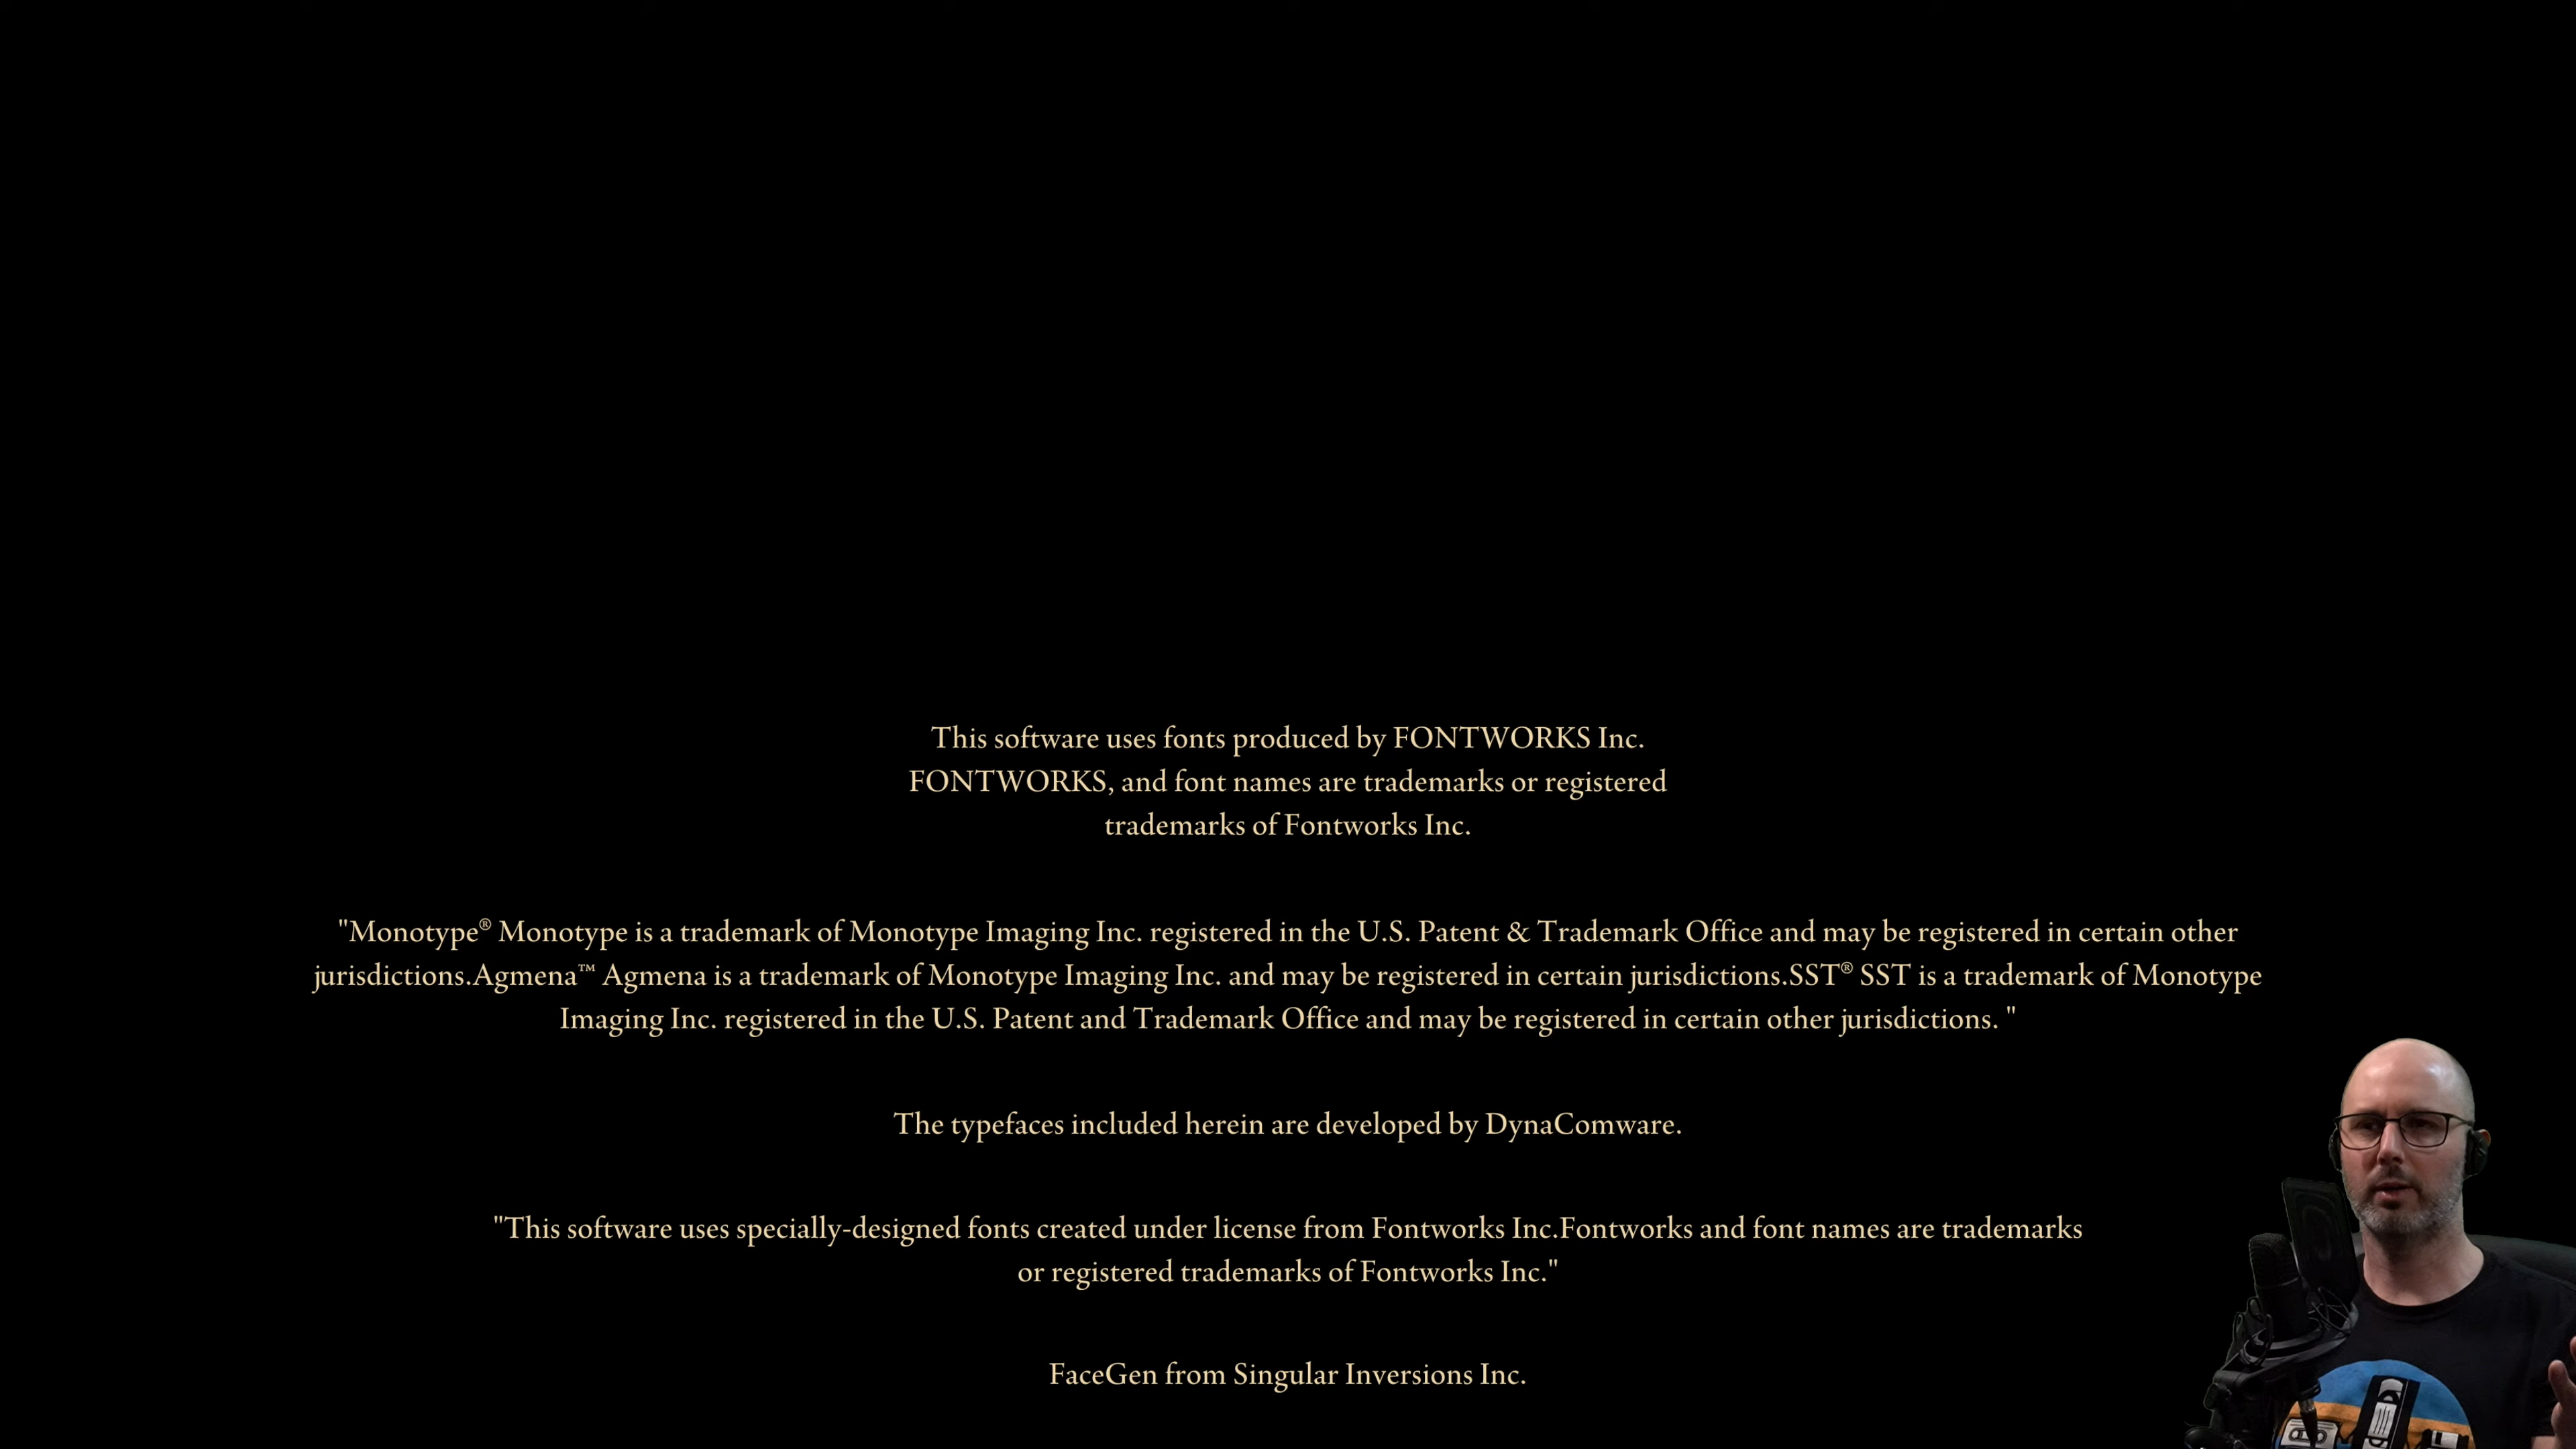 This software uses fonts produced by FONTWORKS Inc.
FONTWORKS, and font names are trademarks or registered
trademarks of Fontworks Inc.
"Monotype® Monotype is a trademark of Monotype Imaging Inc. registered in the U.S. Patent & Trademark Office and may be registered in certain other
jurisdictions.Agmena™ Agmena is a trademark of Monotype Imaging Inc. and may be registered in certain jurisdictions.SST® SST is a trademark of Monotype
Imaging Inc. registered in the U.S. Patent and Trademark Office and may be registered in certain other jurisdictions. "
The typefaces included herein are developed by DynaComware.
"This software uses specially-designed fonts created under license from Fontworks Inc.Fontworks and font names are trademarks
or registered trademarks of Fontworks Inc."
FaceGen from Singular Inversions Inc.